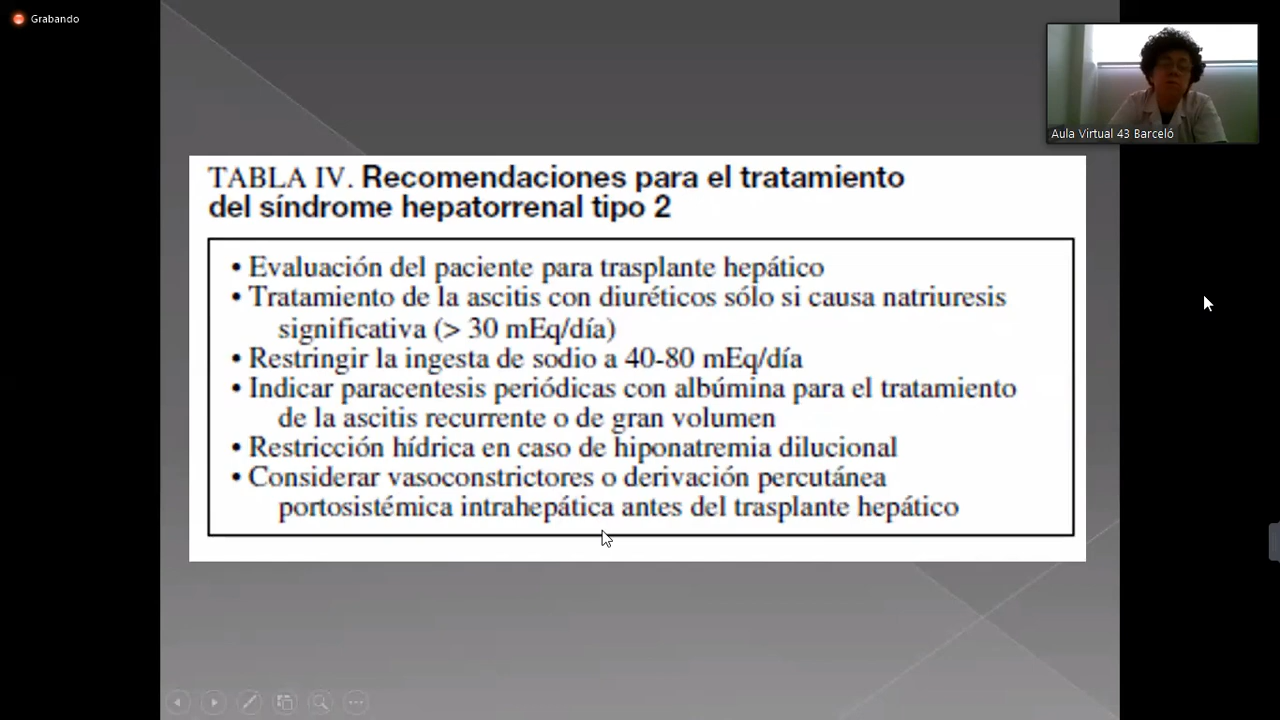 Grabando
Aula Virtual 43 Barceló
TABLA IV. Recomendaciones para el tratamiento
del síndrome hepatorrenal tipo 2
• Evaluación del paciente para trasplante hepático
• Tratamiento de la ascitis con diuréticos sólo si causa natriuresis
significativa (> 30 mEq/día)
• Restringir la ingesta de sodio a 40-80 mEq/día
• Indicar paracentesis periódicas con albúmina para el tratamiento
de la ascitis recurrente o de gran volumen
• Restricción hídrica en caso de hiponatremia dilucional
• Considerar vasoconstrictores o derivación percutánea
portosistémica intrahepática antes del trasplante hepático